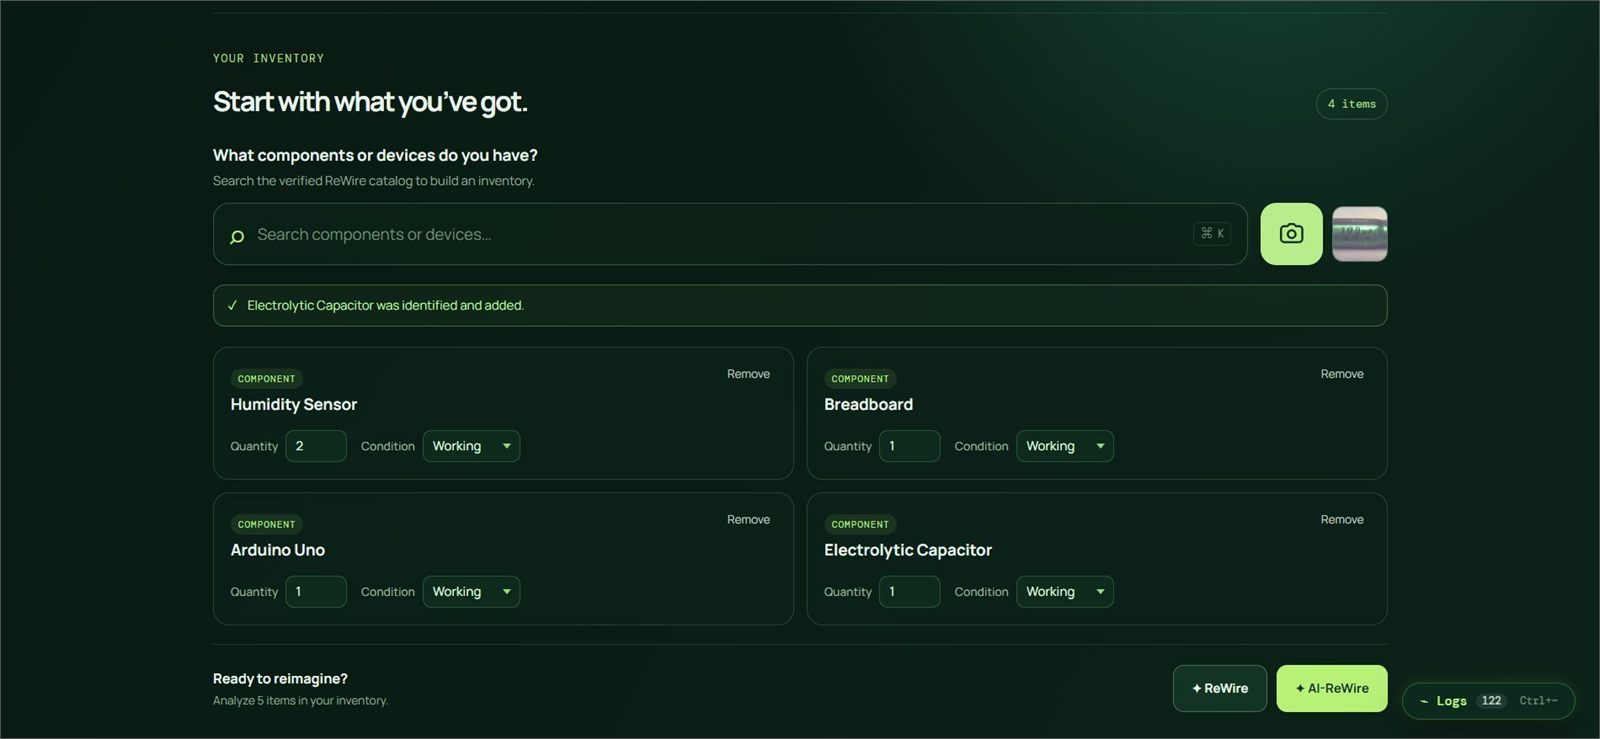 YOUR INVENTORY
Start with what you've got.
4 items
What components or devices do you have?
Search the verified ReWire catalog to build an inventory.
Search components or devices...
⌘ K
✓ Electrolytic Capacitor was identified and added.
COMPONENT
Remove
Humidity Sensor
Quantity 2 Condition Working
COMPONENT
Remove
Breadboard
Quantity 1 Condition Working
COMPONENT
Remove
Arduino Uno
Quantity 1 Condition Working
COMPONENT
Remove
Electrolytic Capacitor
Quantity 1 Condition Working
Ready to reimagine?
Analyze 5 items in your inventory.
✦ ReWire
✦ AI-ReWire
~ Logs 122 Ctrl+~